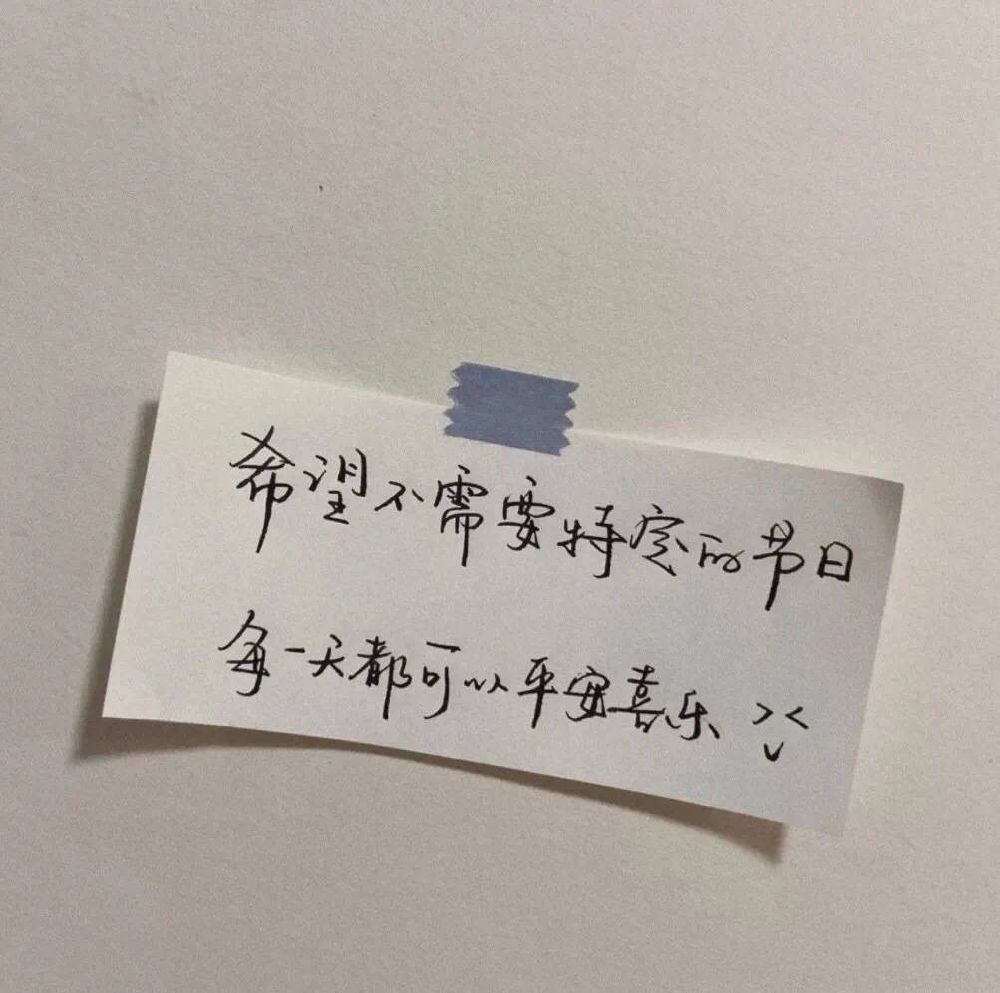 希望不需要特定的节日
每一天都可以平安喜乐 ><